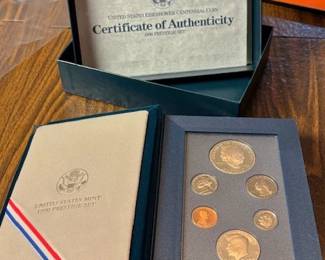 UNITED STATES EISENHOWER CENTENNIAL COIN
Certificate of Authenticity
1990 PRESTIGE SET
UNITED STATES MINT
1990 PRESTIGE SET